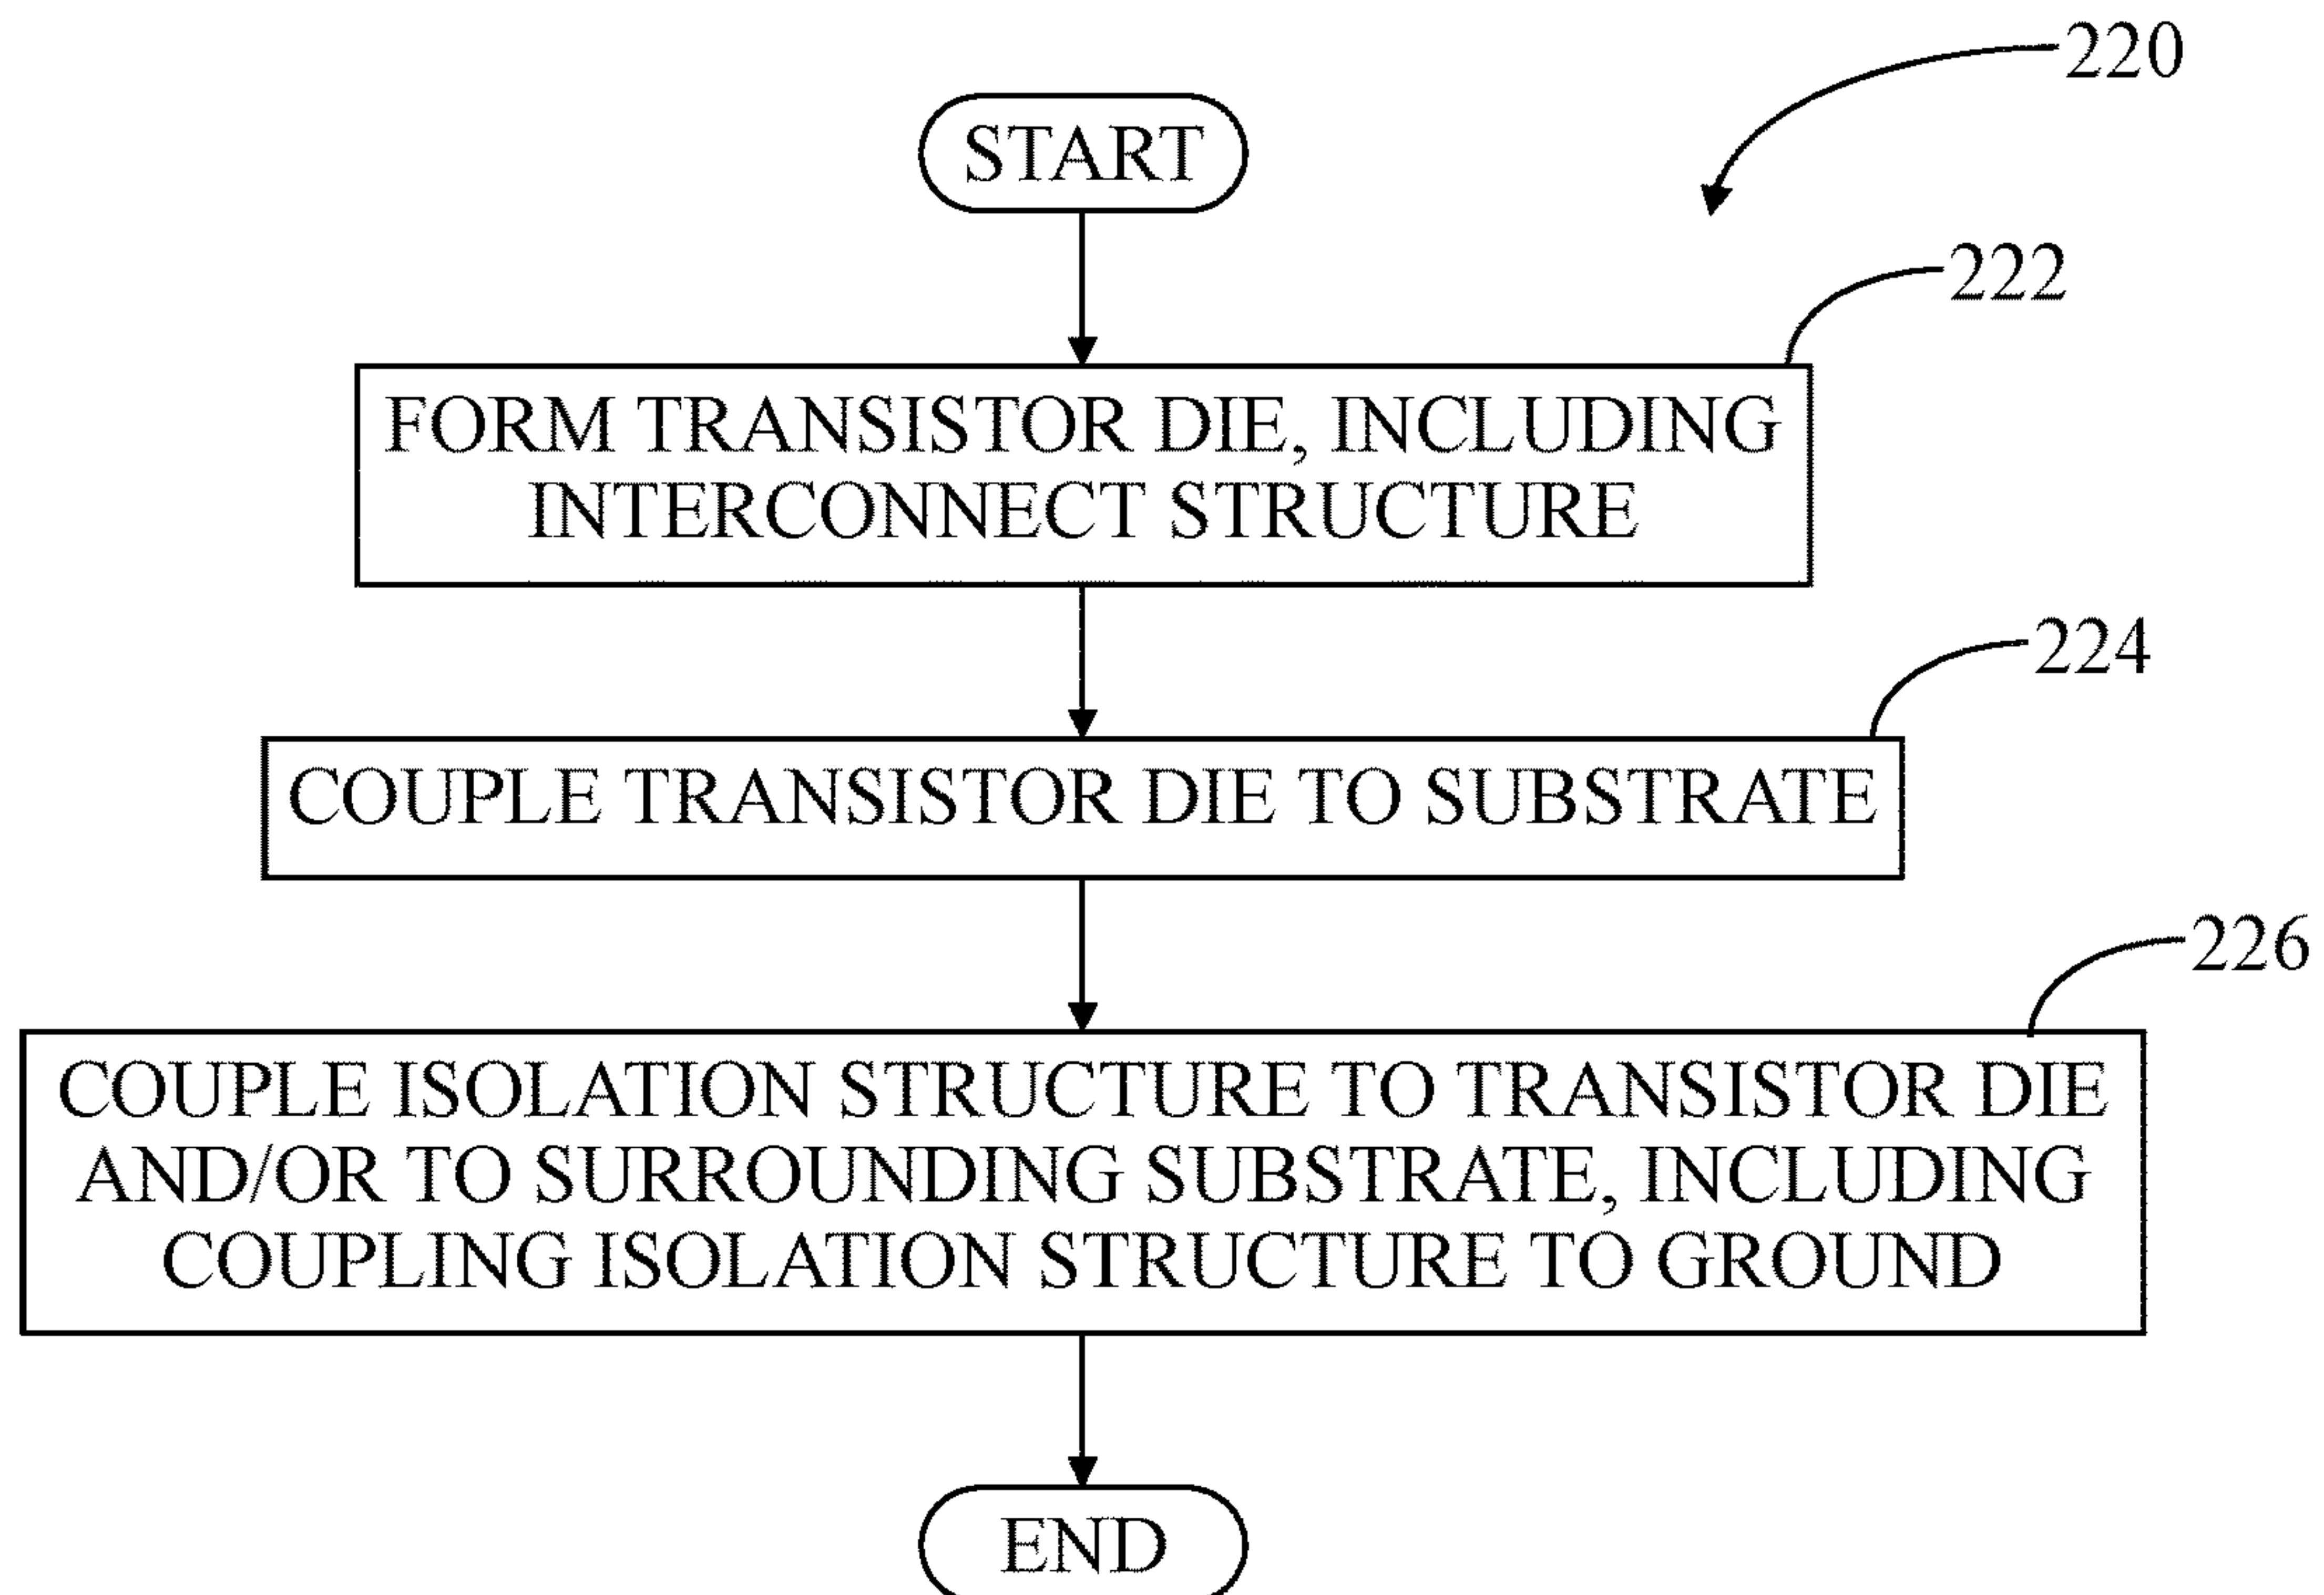 220
START
222
FORM TRANSISTOR DIE, INCLUDING
INTERCONNECT STRUCTURE
224
COUPLE TRANSISTOR DIE TO SUBSTRATE
226
COUPLE ISOLATION STRUCTURE TO TRANSISTOR DIE
AND/OR TO SURROUNDING SUBSTRATE, INCLUDING
COUPLING ISOLATION STRUCTURE TO GROUND
END